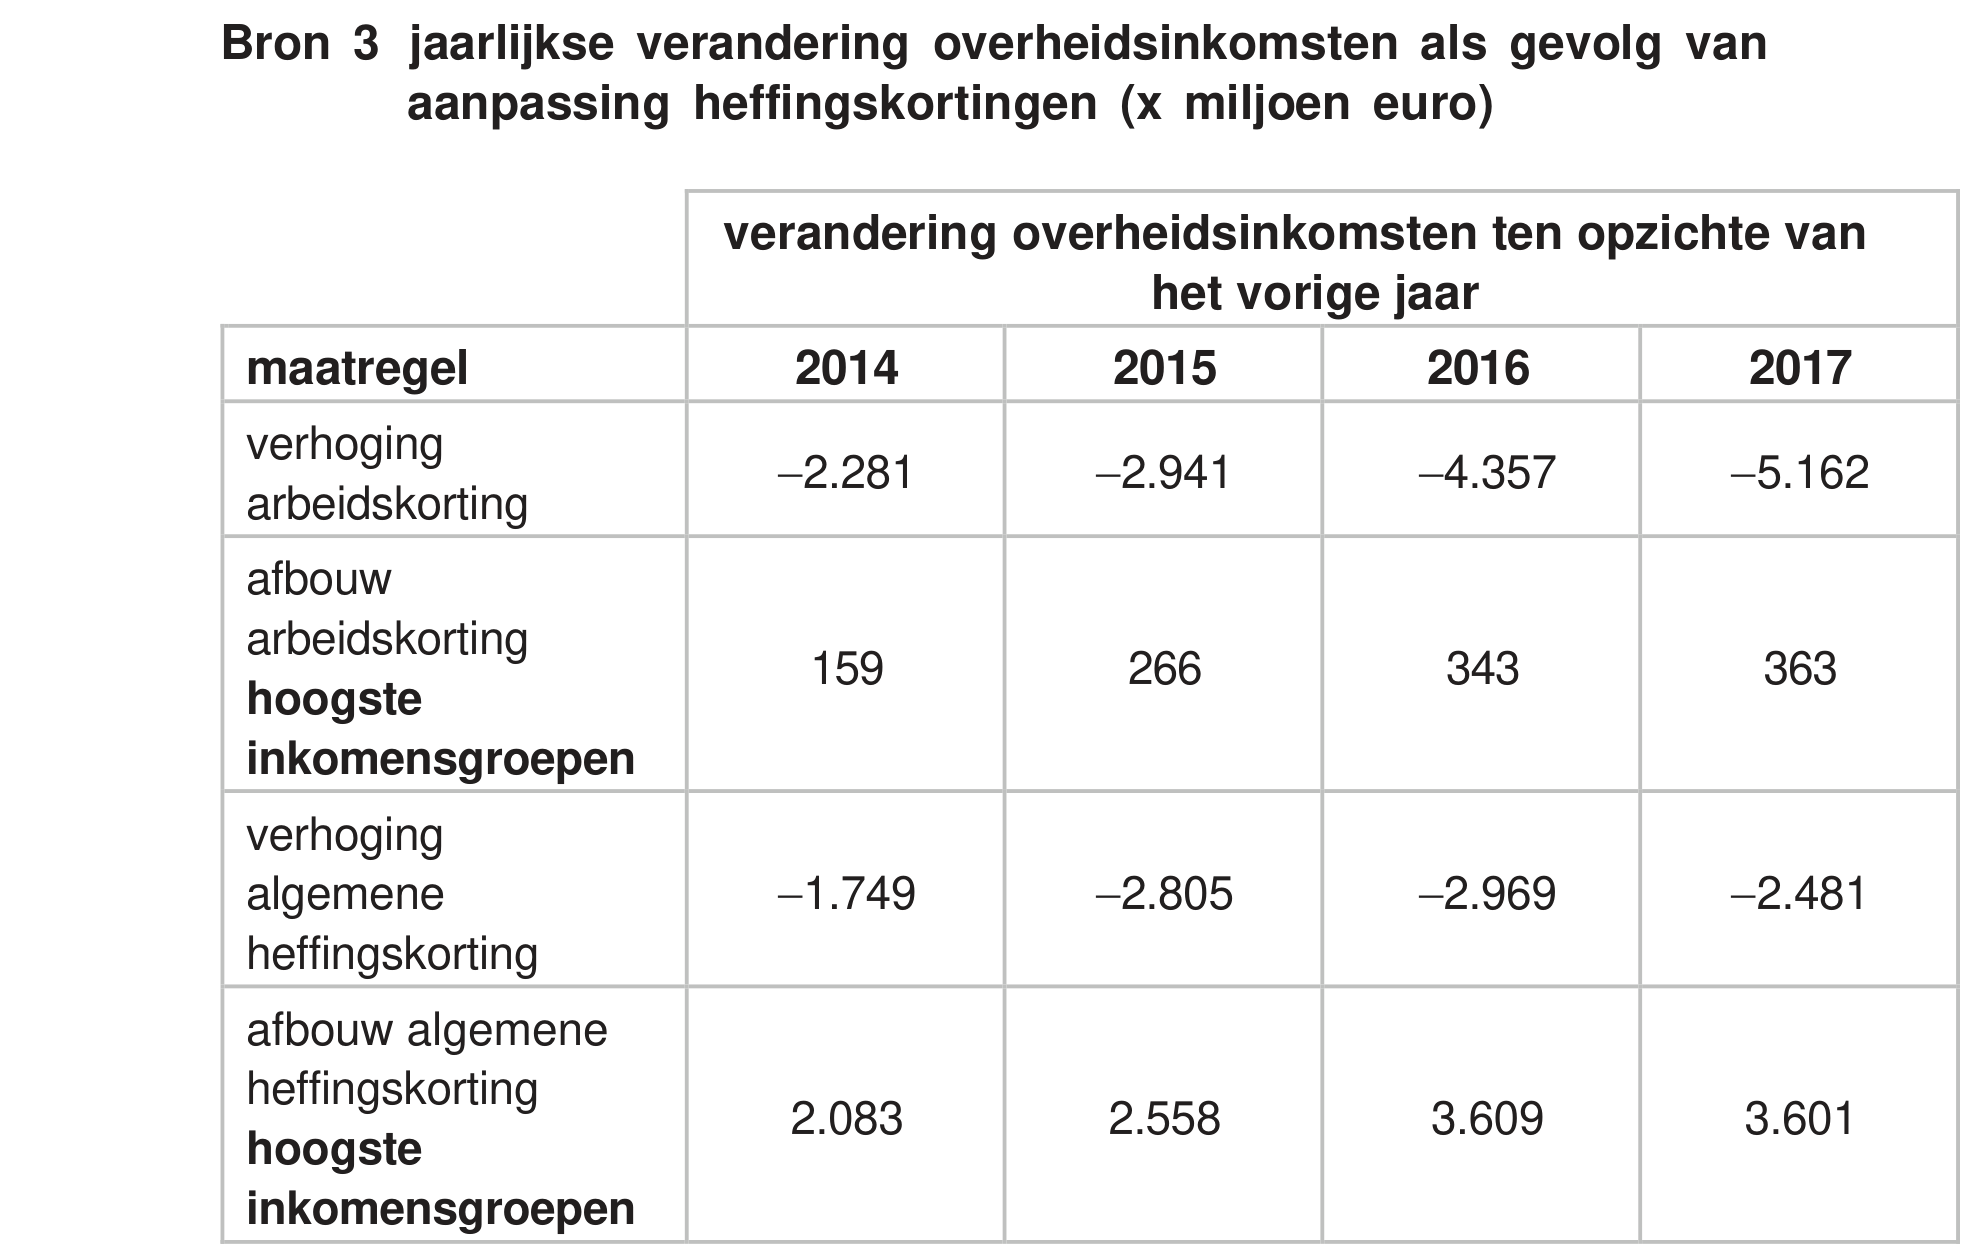 Bron 3 jaarlijkse verandering overheidsinkomsten als gevolg van
aanpassing heffingskortingen (x miljoen euro)
verandering overheidsinkomsten ten opzichte van
het vorige jaar
maatregel 2014 2015 2016 2017
verhoging
arbeidskorting
–2.281 –2.941 –4.357 –5.162
afbouw
arbeidskorting
hoogste
inkomensgroepen
159 266 343 363
verhoging
algemene
heffingskorting
–1.749 –2.805 –2.969 –2.481
afbouw algemene
heffingskorting
hoogste
inkomensgroepen
2.083 2.558 3.609 3.601